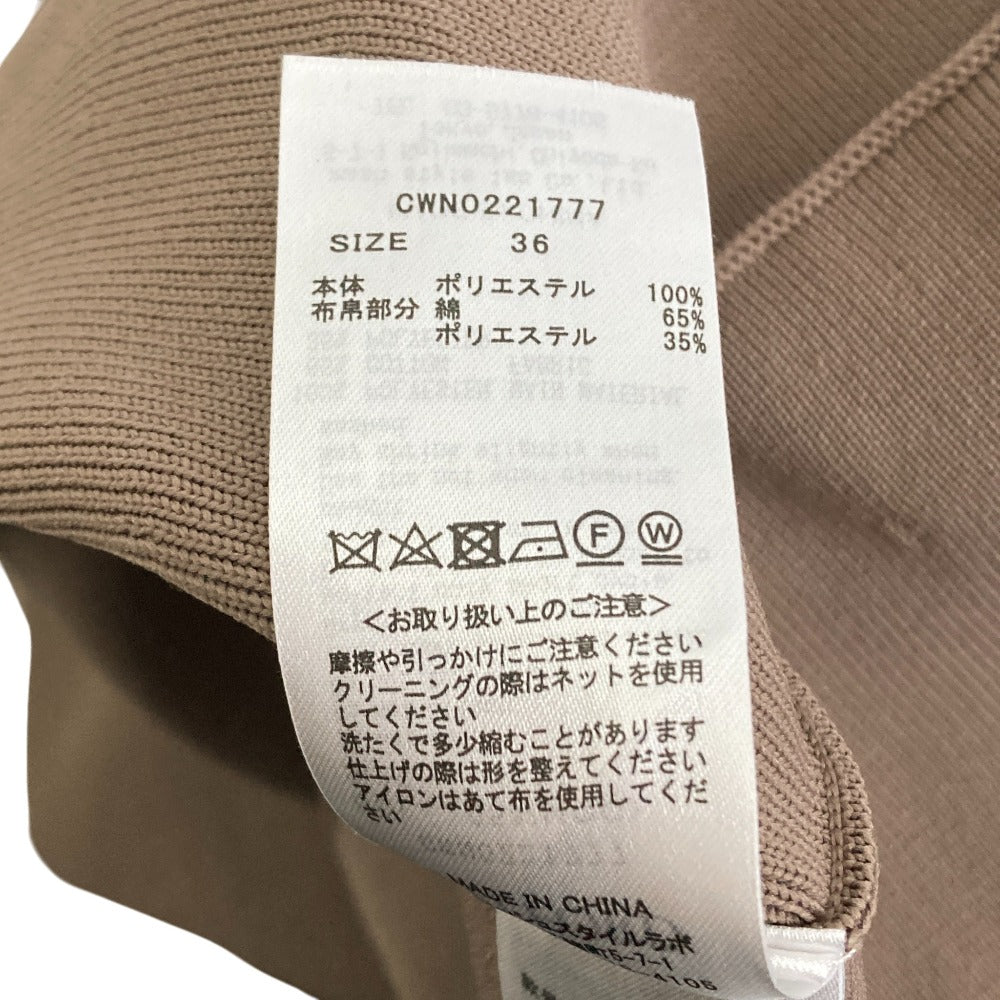 CWNO221777
SIZE 36
本体 ポリエステル 100%
布帛部分 綿 65%
ポリエステル 35%
F W
<お取り扱い上のご注意>
摩擦や引っかけにご注意ください
クリーニングの際はネットを使用
してください
洗たくで多少縮むことがあります
仕上げの際は形を整えてください
アイロンはあて布を使用してくだ
さい
MADE IN CHINA
スタイルラボ
5-7-1
4105